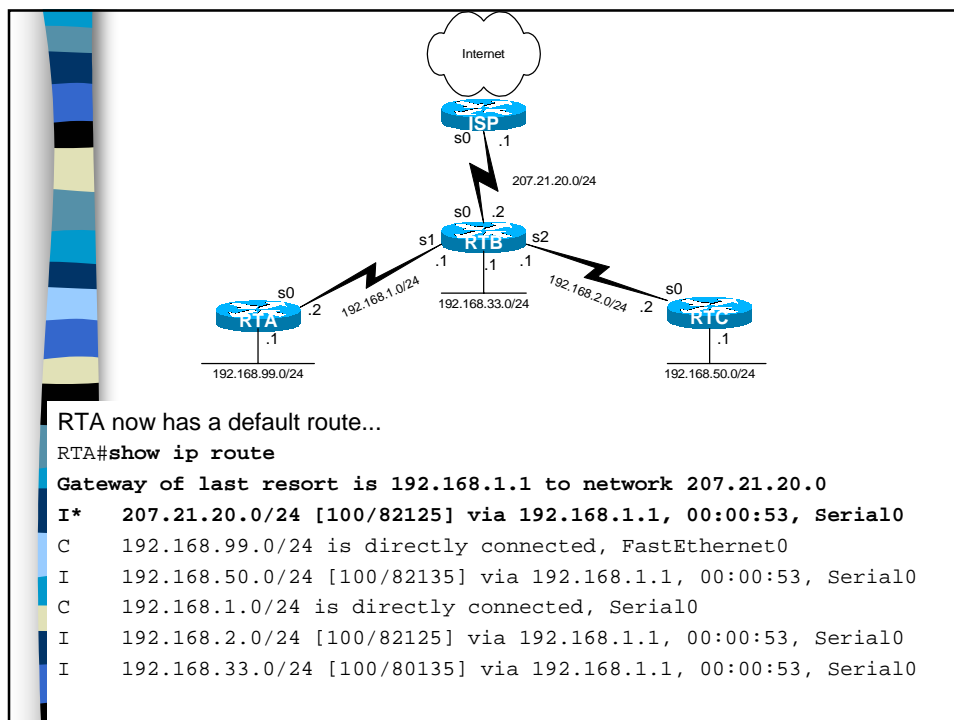 Internet
ISP
s0 .1
207.21.20.0/24
s0 .2
s1 RTB s2
.1 .1 .1
192.168.1.0/24
192.168.33.0/24
192.168.2.0/24
s0
.2
RTA
.1
192.168.99.0/24
s0
.2
RTC
.1
192.168.50.0/24
RTA now has a default route...
RTA#show ip route
Gateway of last resort is 192.168.1.1 to network 207.21.20.0
I* 207.21.20.0/24 [100/82125] via 192.168.1.1, 00:00:53, Serial0
C 192.168.99.0/24 is directly connected, FastEthernet0
I 192.168.50.0/24 [100/82135] via 192.168.1.1, 00:00:53, Serial0
C 192.168.1.0/24 is directly connected, Serial0
I 192.168.2.0/24 [100/82125] via 192.168.1.1, 00:00:53, Serial0
I 192.168.33.0/24 [100/80135] via 192.168.1.1, 00:00:53, Serial0